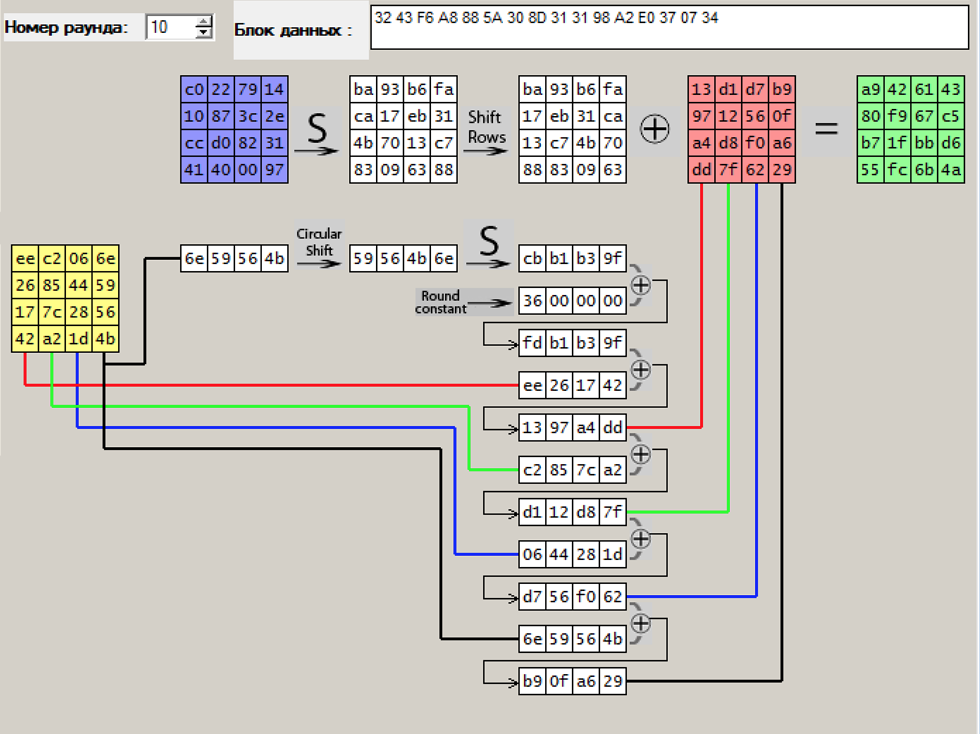 Номер раунда: 10 Блок данных : 32 43 F6 A8 88 5A 30 8D 31 31 98 A2 E0 37 07 34
c0 22 79 14 ba 93 b6 fa ba 93 b6 fa 13 d1 d7 b9 a9 42 61 43
10 87 3c 2e S ca 17 eb 31 Shift 17 eb 31 ca ⊕ 97 12 56 0f = 80 f9 67 c5
cc d0 82 31 4b 70 13 c7 Rows 13 c7 4b 70 a4 d8 f0 a6 b7 1f bb d6
41 40 00 97 83 09 63 88 88 83 09 63 dd 7f 62 29 55 fc 6b 4a
ee c2 06 6e 6e 59 56 4b Circular Shift 59 56 4b 6e S cb b1 b3 9f
26 85 44 59 ⊕
17 7c 28 56 Round constant 36 00 00 00
42 a2 1d 4b fd b1 b3 9f
⊕
ee 26 17 42
13 97 a4 dd
⊕
c2 85 7c a2
d1 12 d8 7f
⊕
06 44 28 1d
d7 56 f0 62
⊕
6e 59 56 4b
b9 0f a6 29